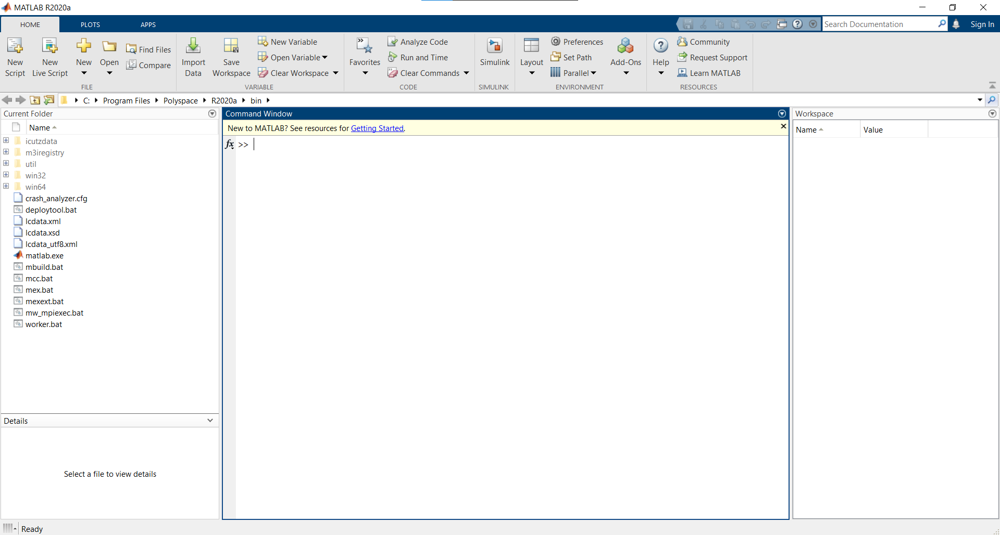 MATLAB R2020a
HOME PLOTS APPS
Search Documentation
Sign In
New Script
New Live Script
New
Open
Find Files
Compare
FILE
Import Data
Save Workspace
New Variable
Open Variable
Clear Workspace
VARIABLE
Favorites
Analyze Code
Run and Time
Clear Commands
CODE
Simulink
SIMULINK
Layout
Preferences
Set Path
Parallel
Add-Ons
ENVIRONMENT
Help
Community
Request Support
Learn MATLAB
RESOURCES
C: Program Files Polyspace R2020a bin
Current Folder
Name
icutzdata
m3iregistry
util
win32
win64
crash_analyzer.cfg
deploytool.bat
lcdata.xml
lcdata.xsd
lcdata_utf8.xml
matlab.exe
mbuild.bat
mcc.bat
mex.bat
mexext.bat
mw_mpiexec.bat
worker.bat
Details
Select a file to view details
Command Window
New to MATLAB? See resources for Getting Started.
fx >>
Workspace
Name Value
Ready